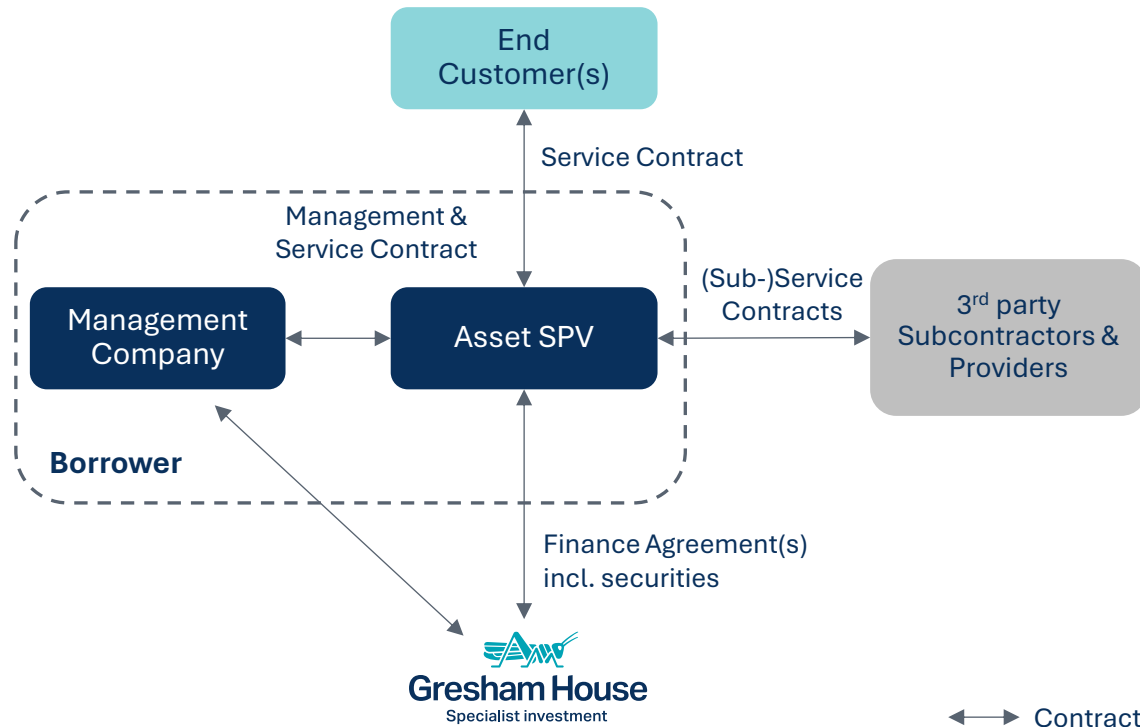 End
Customer(s)
Service Contract
Management &
Service Contract
(Sub-)Service
Contracts
Management
Company
Asset SPV
3rd party
Subcontractors &
Providers
Borrower
Finance Agreement(s)
incl. securities
Gresham House
Specialist investment
Contract